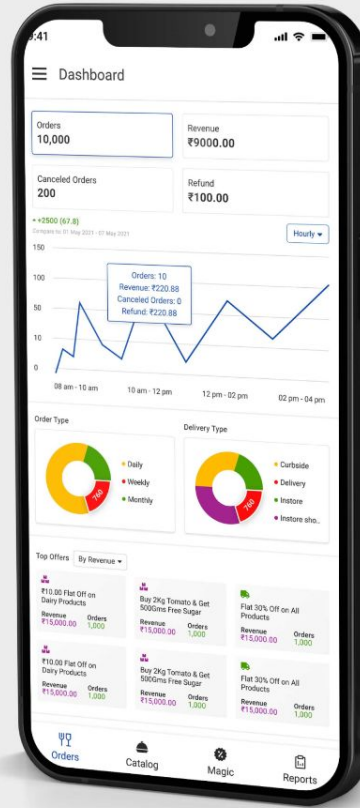 9:41
Dashboard
Orders
10,000
Revenue
₹9000.00
Canceled Orders
200
Refund
₹100.00
+2500 (67.8)
Compare to 01 May 2021 - 07 May 2021
Hourly
150
100
50
10
0
Orders: 10
Revenue: ₹220.88
Canceled Orders: 0
Refund: ₹220.88
08 am - 10 am
10 am - 12 pm
12 pm - 02 pm
02 pm - 04 pm
Order Type
760
Daily
Weekly
Monthly
Delivery Type
760
Curbside
Delivery
Instore
Instore sho..
Top Offers
By Revenue
₹10.00 Flat Off on
Dairy Products
Revenue Orders
₹15,000.00 1,000
Buy 2Kg Tomato & Get
500Gms Free Sugar
Revenue Orders
₹15,000.00 1,000
Flat 30% Off on All
Products
Revenue Orders
₹15,000.00 1,000
₹10.00 Flat Off on
Dairy Products
Revenue Orders
₹15,000.00 1,000
Buy 2Kg Tomato & Get
500Gms Free Sugar
Revenue Orders
₹15,000.00 1,000
Flat 30% Off on All
Products
Revenue Orders
₹15,000.00 1,000
Orders
Catalog
Magic
Reports